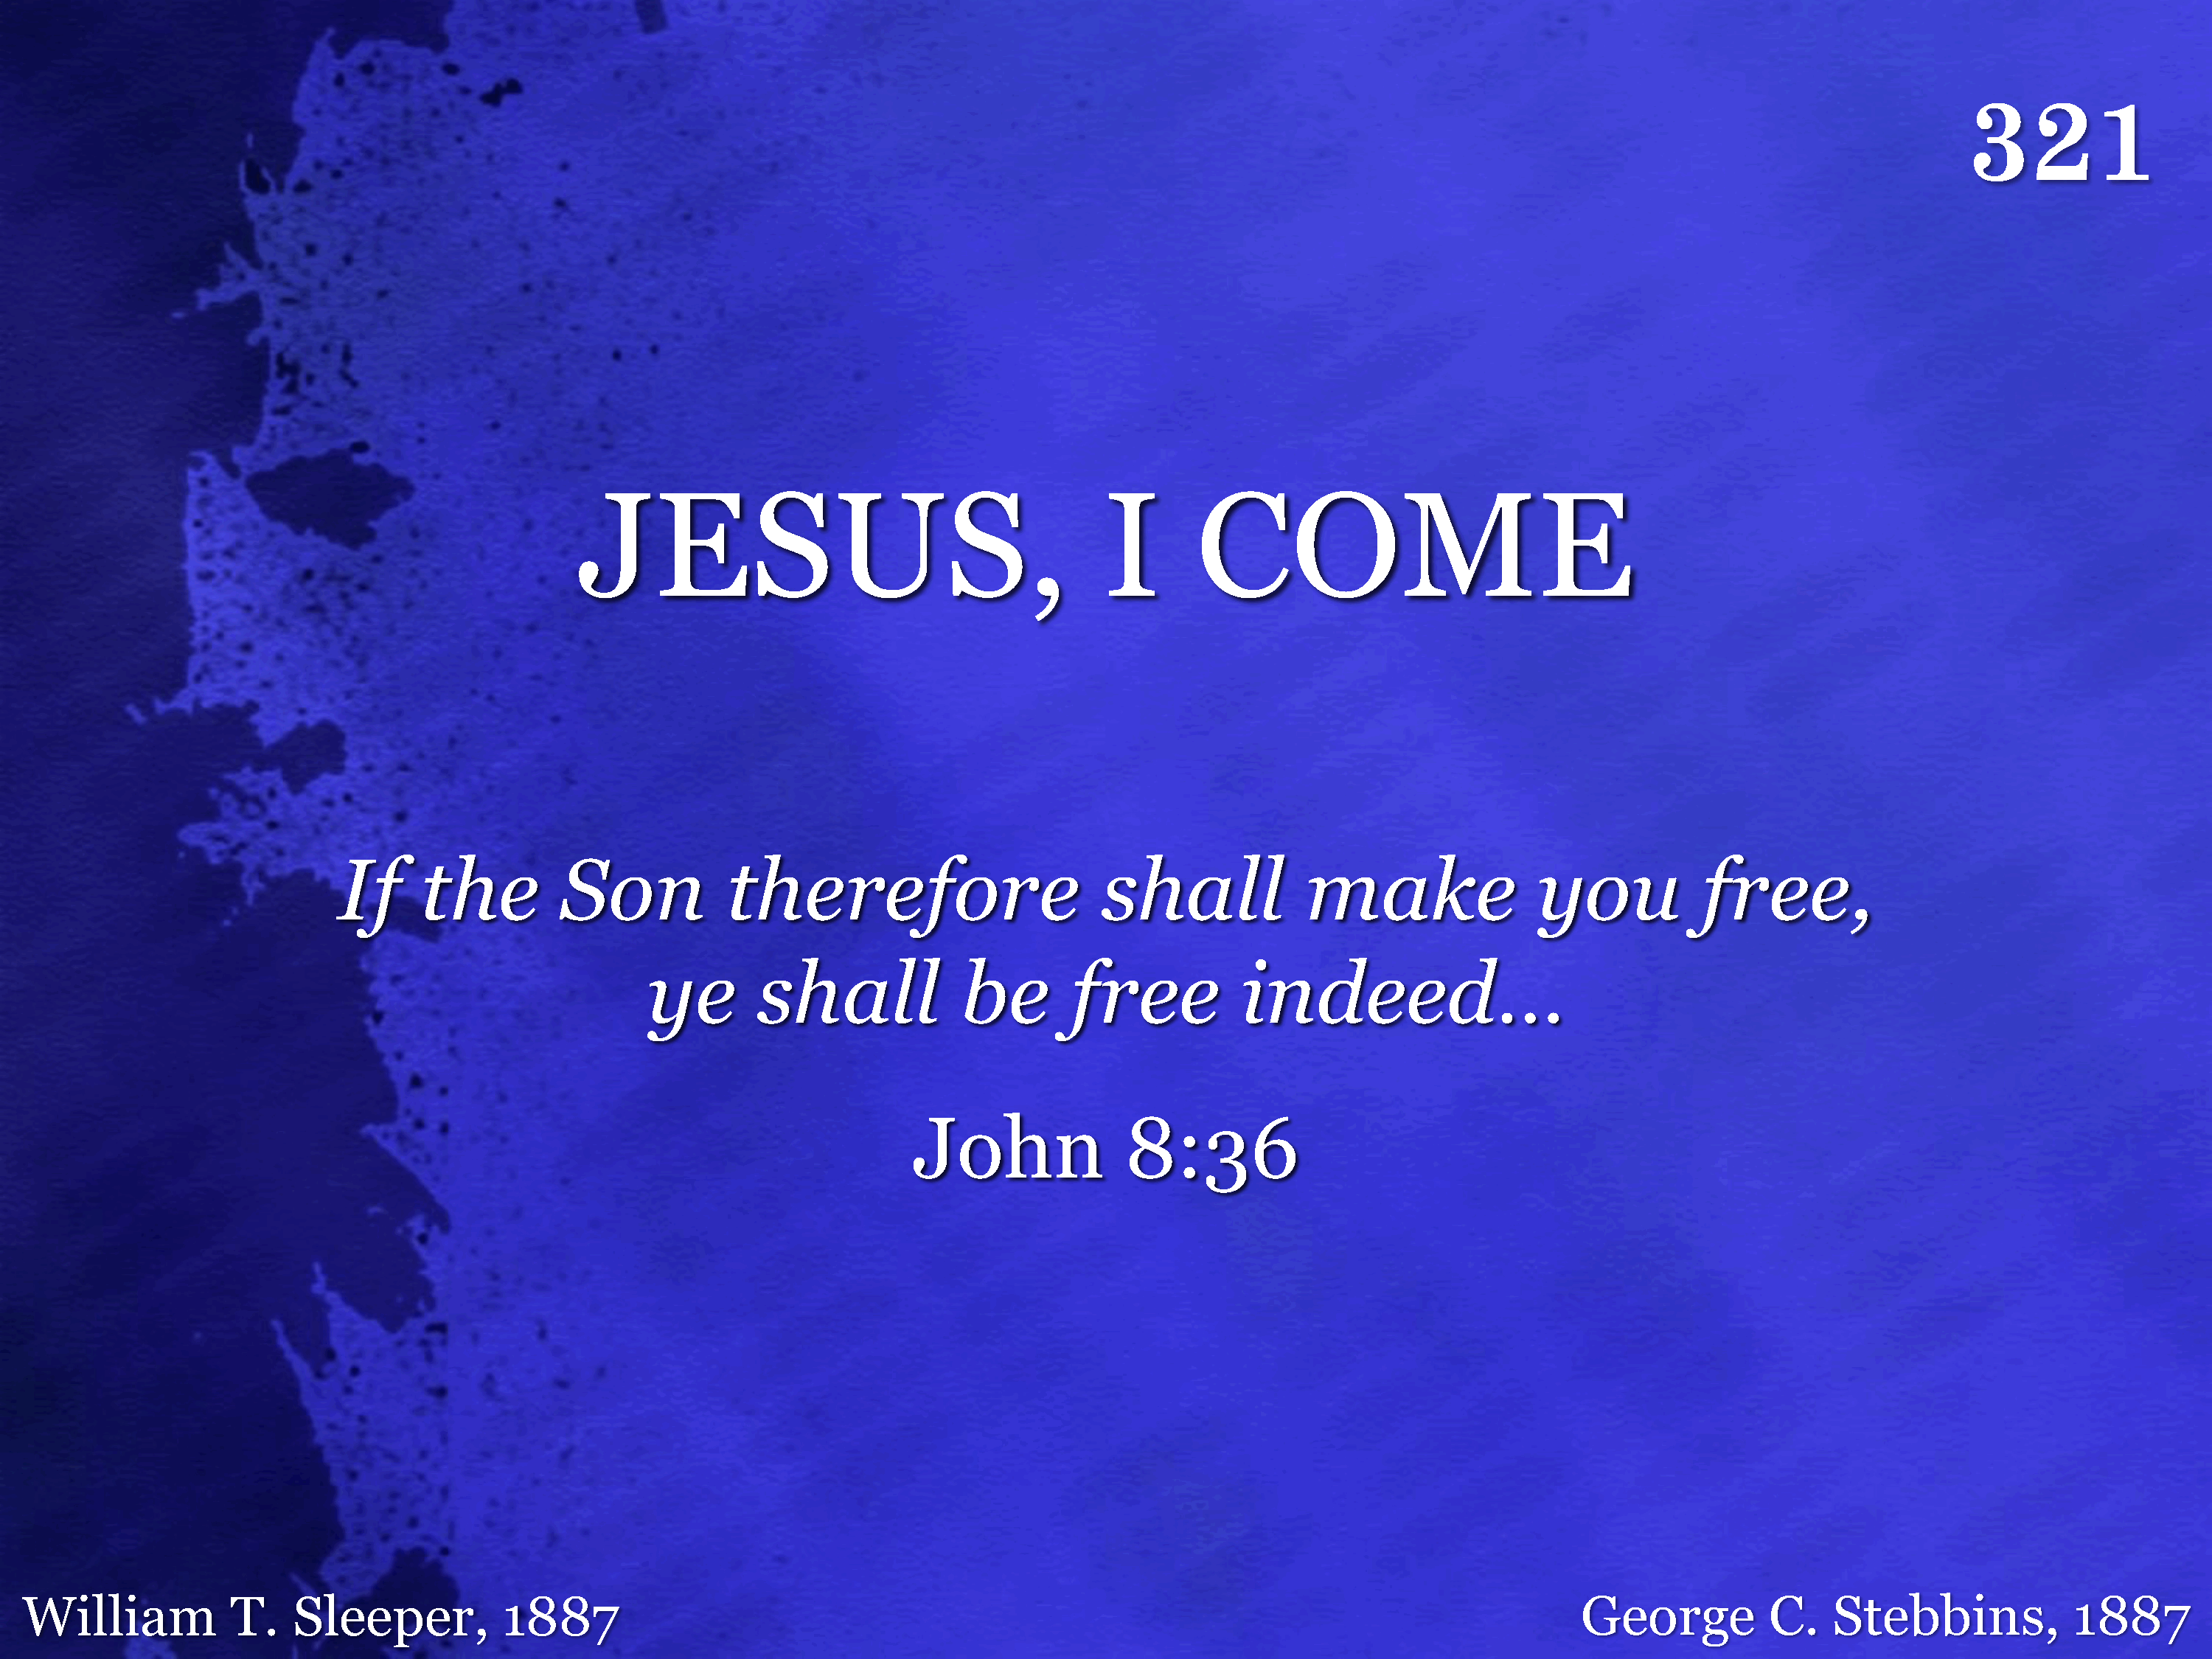 321
JESUS, I COME
If the Son therefore shall make you free,
ye shall be free indeed...
John 8:36
William T. Sleeper, 1887
George C. Stebbins, 1887